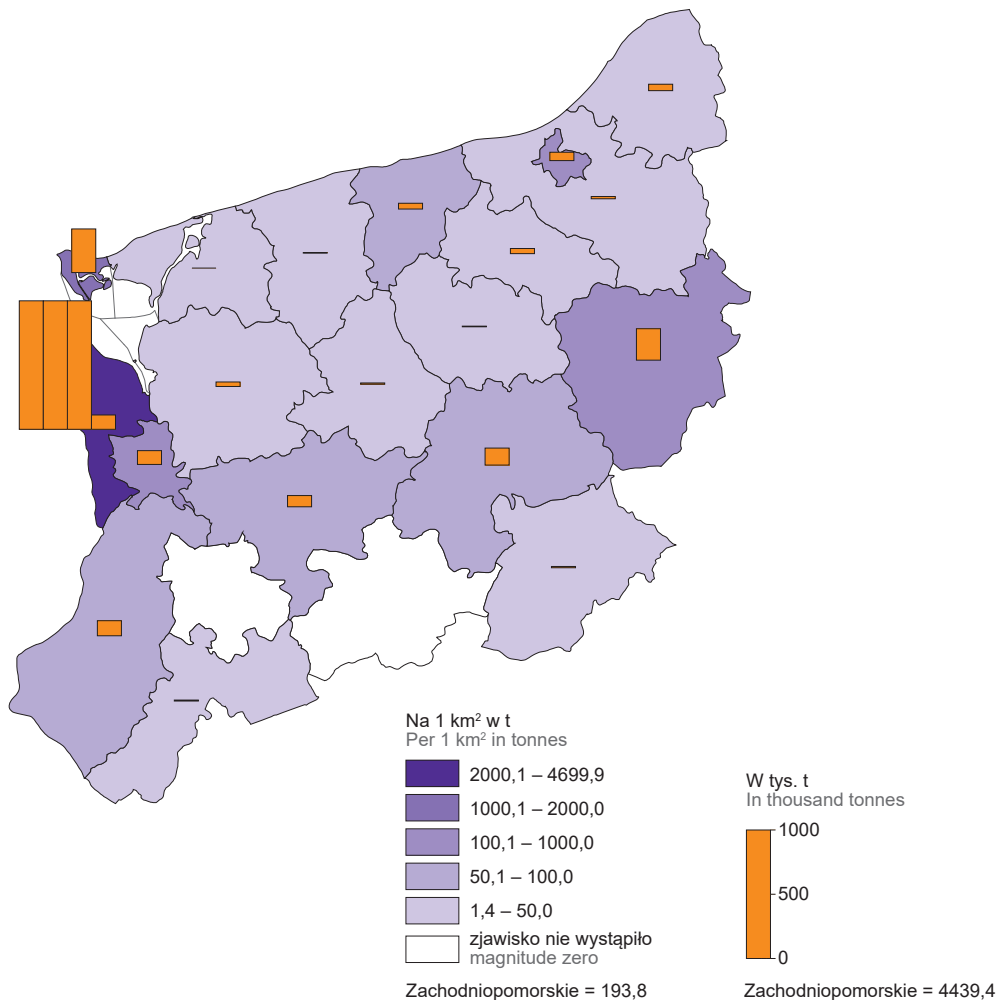 Na 1 km² w t
Per 1 km² in tonnes
2000,1 – 4699,9
1000,1 – 2000,0
100,1 – 1000,0
50,1 – 100,0
1,4 – 50,0
zjawisko nie wystąpiło
magnitude zero
Zachodniopomorskie = 193,8
W tys. t
In thousand tonnes
1000
500
0
Zachodniopomorskie = 4439,4